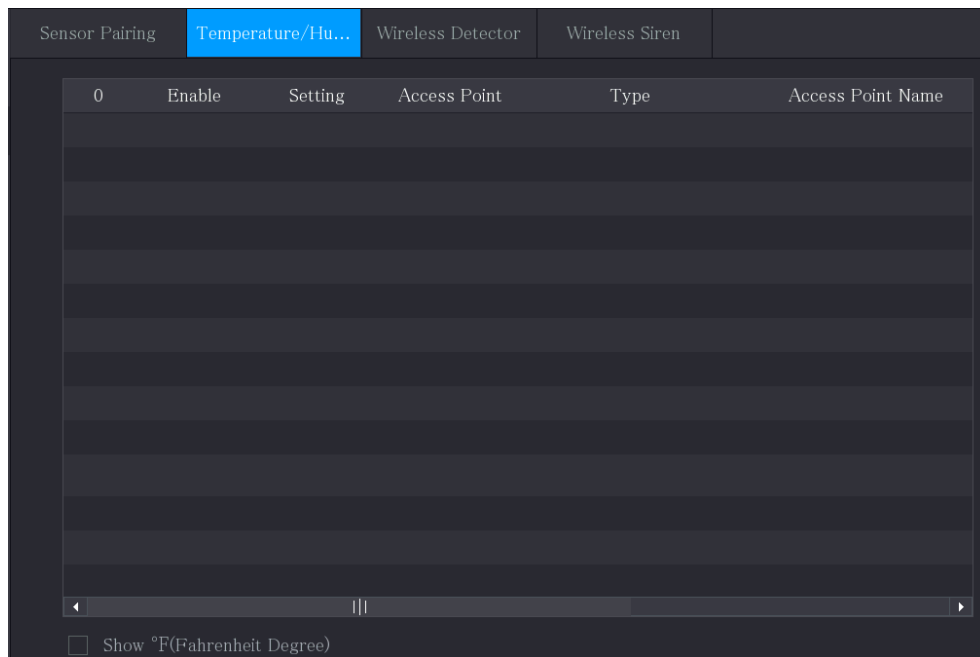 Sensor Pairing Temperature/Hu... Wireless Detector Wireless Siren
0 Enable Setting Access Point Type Access Point Name
Show °F(Fahrenheit Degree)